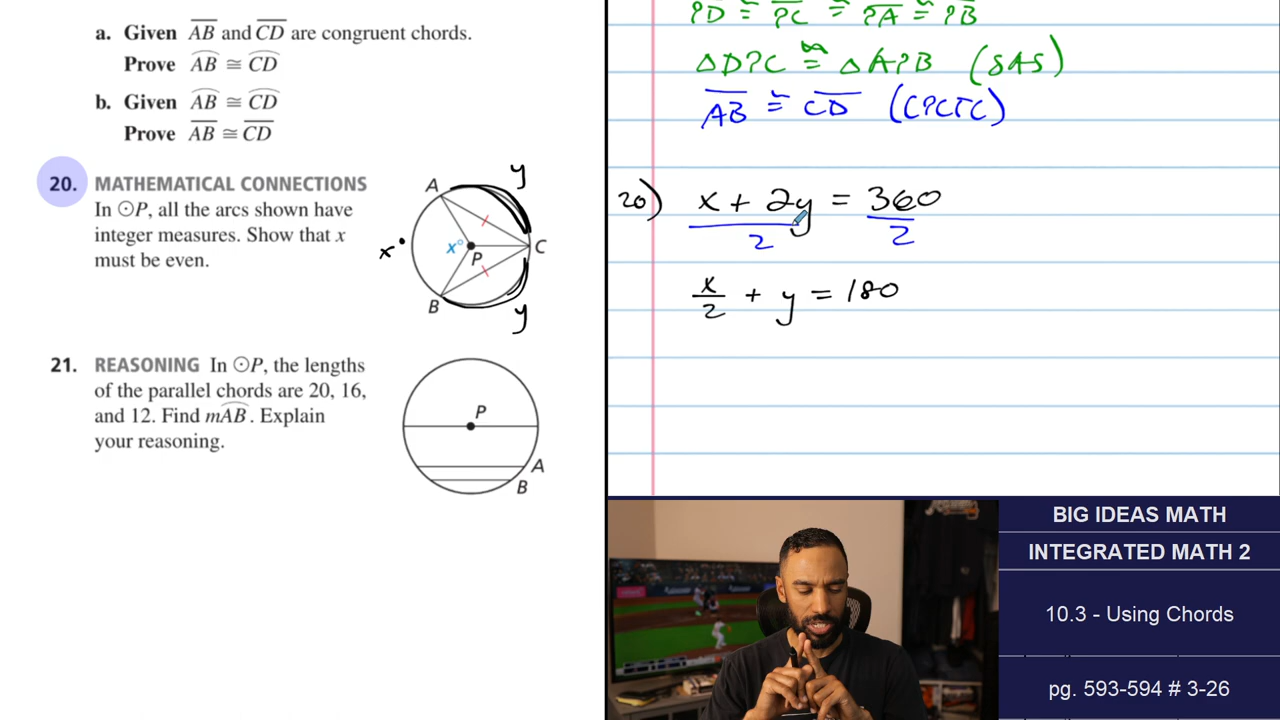 a. Given AB and CD are congruent chords.
Prove AB ≅ CD
b. Given AB ≅ CD
Prove AB ≅ CD
20. MATHEMATICAL CONNECTIONS
In ⊙P, all the arcs shown have
integer measures. Show that x
must be even.
A
y
x°
x°
P
C
B
y
21. REASONING In ⊙P, the lengths
of the parallel chords are 20, 16,
and 12. Find mAB. Explain
your reasoning.
P
A
B
PD ≅ PC ≅ PA ≅ PB
△DPC ≅ △APB (SAS)
AB ≅ CD (CPCTC)
20) x + 2y = 360
2 2
x/2 + y = 180
BIG IDEAS MATH
INTEGRATED MATH 2
10.3 - Using Chords
pg. 593-594 # 3-26